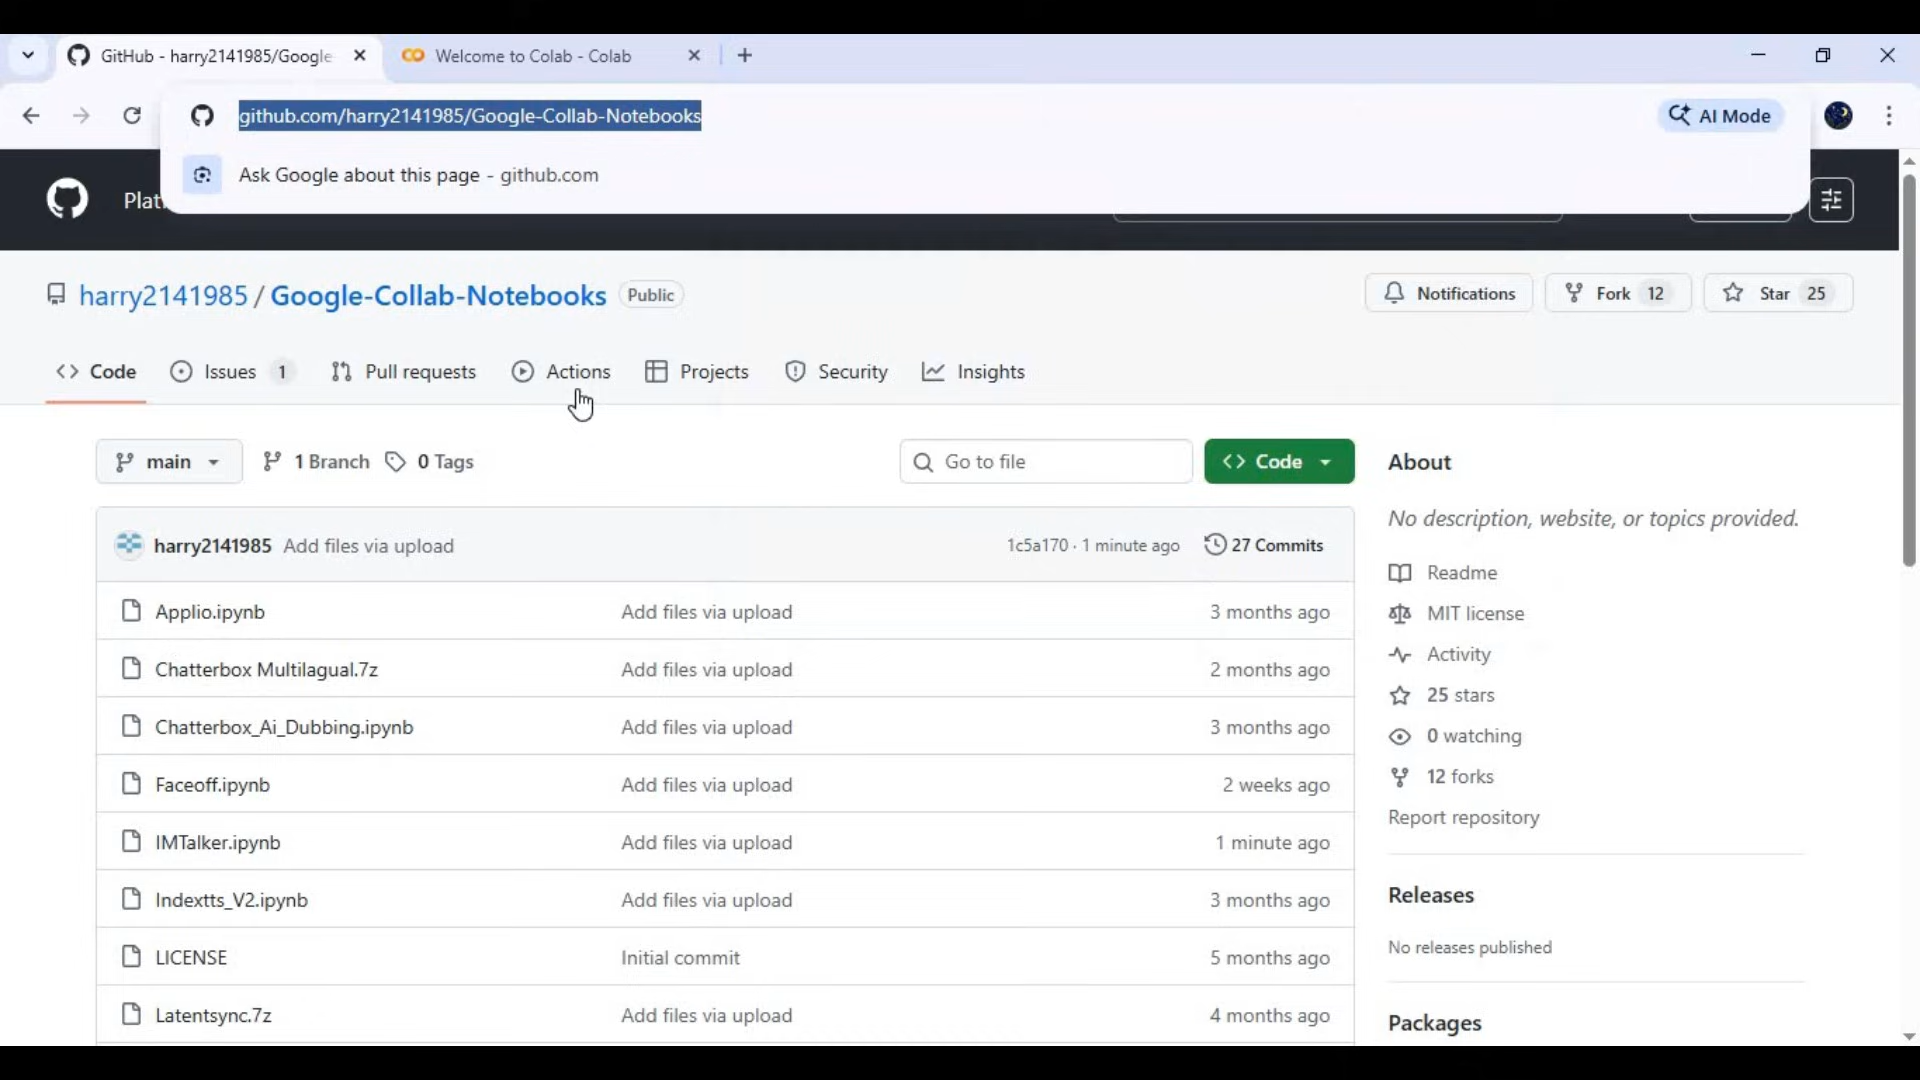 GitHub - harry2141985/Google
Welcome to Colab - Colab
github.com/harry2141985/Google-Collab-Notebooks
AI Mode
Ask Google about this page - github.com
harry2141985 / Google-Collab-Notebooks Public
Notifications
Fork 12
Star 25
Code
Issues 1
Pull requests
Actions
Projects
Security
Insights
main
1 Branch
0 Tags
Go to file
Code
harry2141985 Add files via upload 1c5a170 · 1 minute ago 27 Commits
Applio.ipynb Add files via upload 3 months ago
Chatterbox Multilagual.7z Add files via upload 2 months ago
Chatterbox_Ai_Dubbing.ipynb Add files via upload 3 months ago
Faceoff.ipynb Add files via upload 2 weeks ago
IMTalker.ipynb Add files via upload 1 minute ago
Indextts_V2.ipynb Add files via upload 3 months ago
LICENSE Initial commit 5 months ago
Latentsync.7z Add files via upload 4 months ago
About
No description, website, or topics provided.
Readme
MIT license
Activity
25 stars
0 watching
12 forks
Report repository
Releases
No releases published
Packages